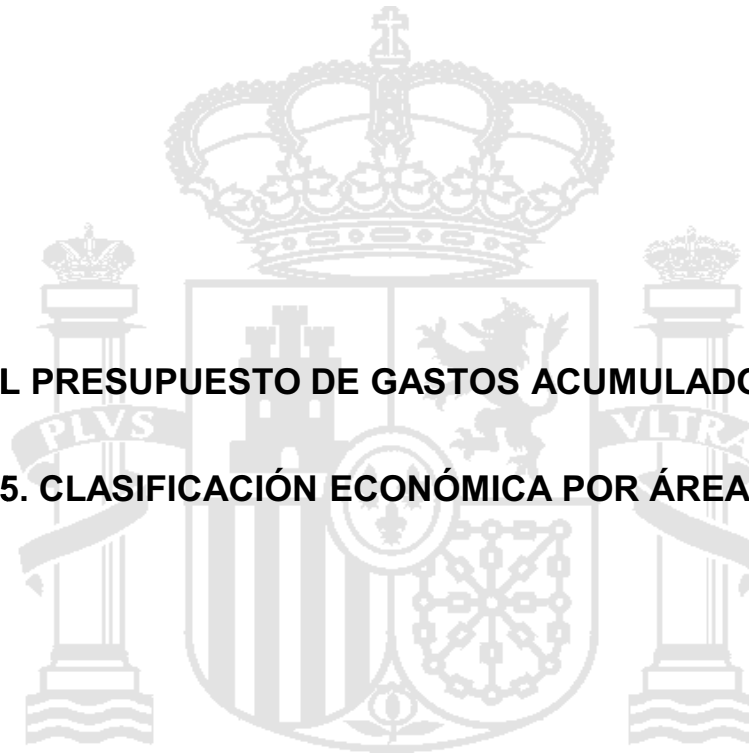 L PRESUPUESTO DE GASTOS ACUMULADO
PLVS
VLTRA
5. CLASIFICACIÓN ECONÓMICA POR ÁREA